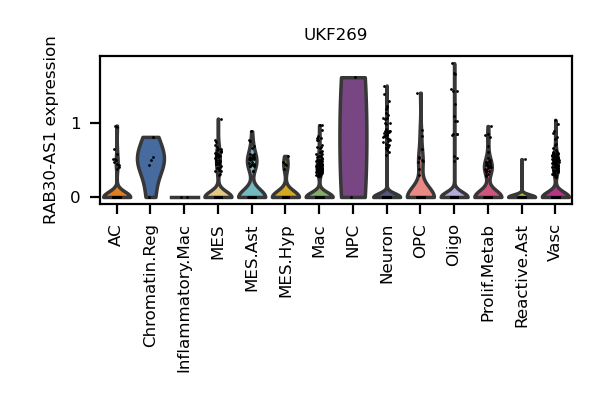 UKF269
RAB30-AS1 expression
1
0
AC
Chromatin.Reg
Inflammatory.Mac
MES
MES.Ast
MES.Hyp
Mac
NPC
Neuron
OPC
Oligo
Prolif.Metab
Reactive.Ast
Vasc